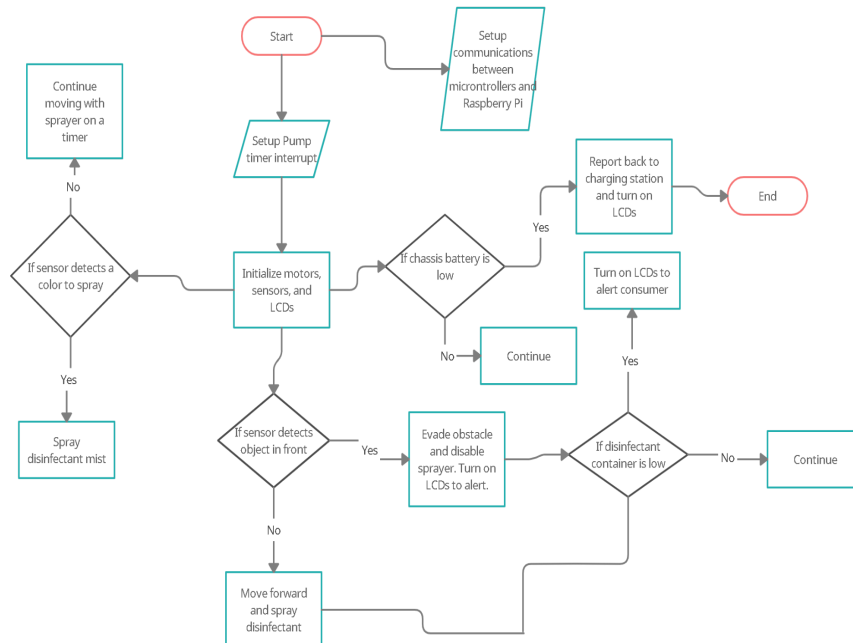 Start
Setup
communications
between
microntrollers and
Raspberry Pi
Continue
moving with
sprayer on a
timer
Setup Pump
timer interrupt
Report back to
charging station
and turn on
LCDs
End
No
Yes
If sensor detects a
color to spray
Initialize motors,
sensors, and
LCDs
If chassis battery is
low
Turn on LCDs to
alert consumer
No
Continue
Yes
Yes
Spray
disinfectant mist
If sensor detects
object in front
Yes
Evade obstacle
and disable
sprayer. Turn on
LCDs to alert.
If disinfectant
container is low
No
Continue
No
Move forward
and spray
disinfectant